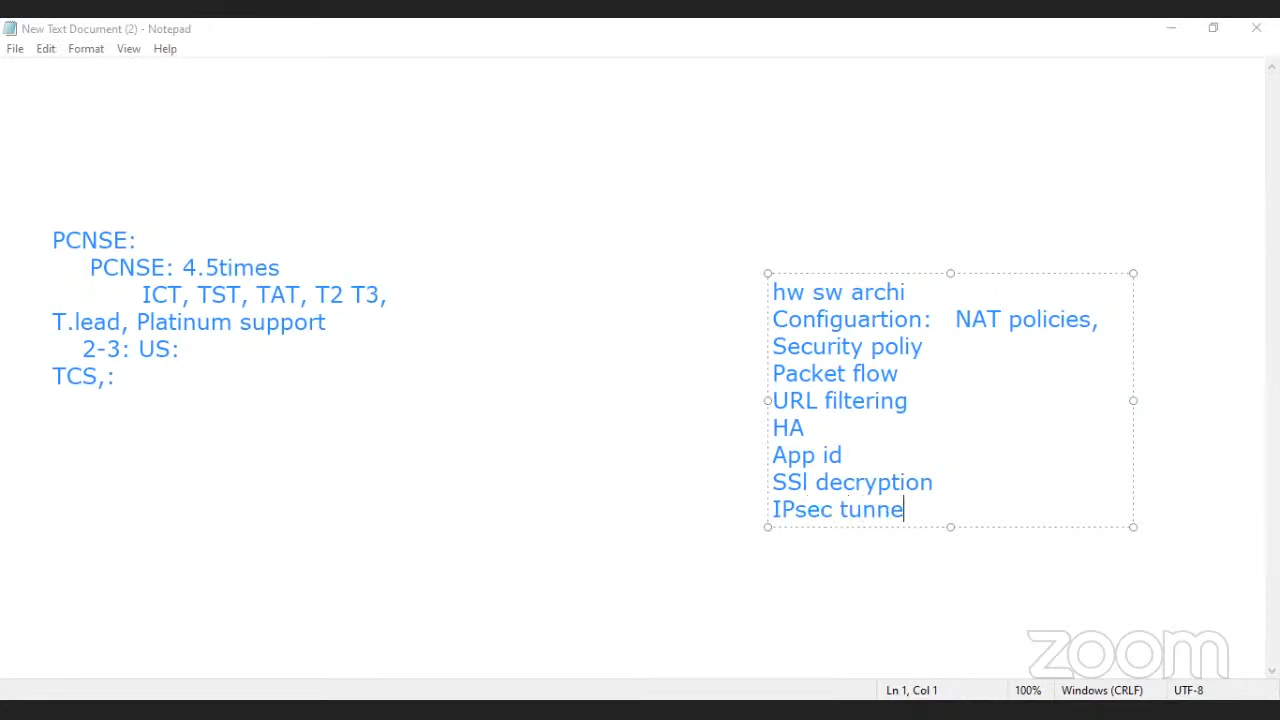 New Text Document (2) - Notepad
File Edit Format View Help
PCNSE:
PCNSE: 4.5times
ICT, TST, TAT, T2 T3,
T.lead, Platinum support
2-3: US:
TCS,:
hw sw archi
Configuartion: NAT policies,
Security poliy
Packet flow
URL filtering
HA
App id
SSl decryption
IPsec tunne
zoom
Ln 1, Col 1 100% Windows (CRLF) UTF-8